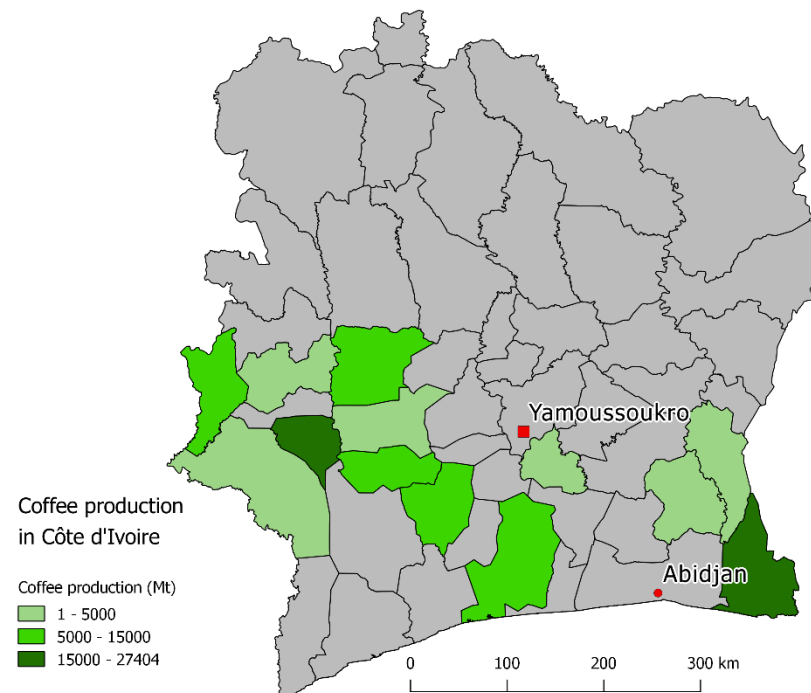 Yamoussoukro
Coffee production
in Côte d'Ivoire
Abidjan
Coffee production (Mt)
1 - 5000
5000 - 15000
15000 - 27404
0 100 200 300 km